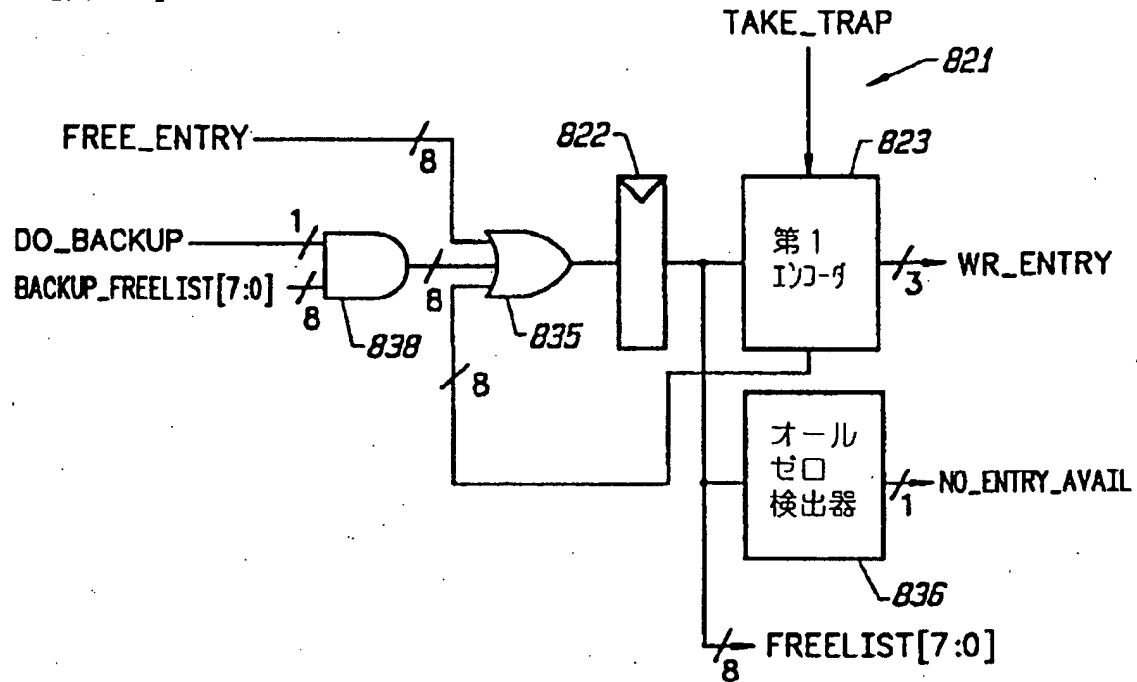 TAKE_TRAP
821
FREE_ENTRY
8
822
823
DO_BACKUP
1
BACKUP_FREELIST[7:0]
8
838
8
835
第1
エンコーダ
3
WR_ENTRY
8
オール
ゼロ
検出器
1
NO_ENTRY_AVAIL
836
8
FREELIST[7:0]